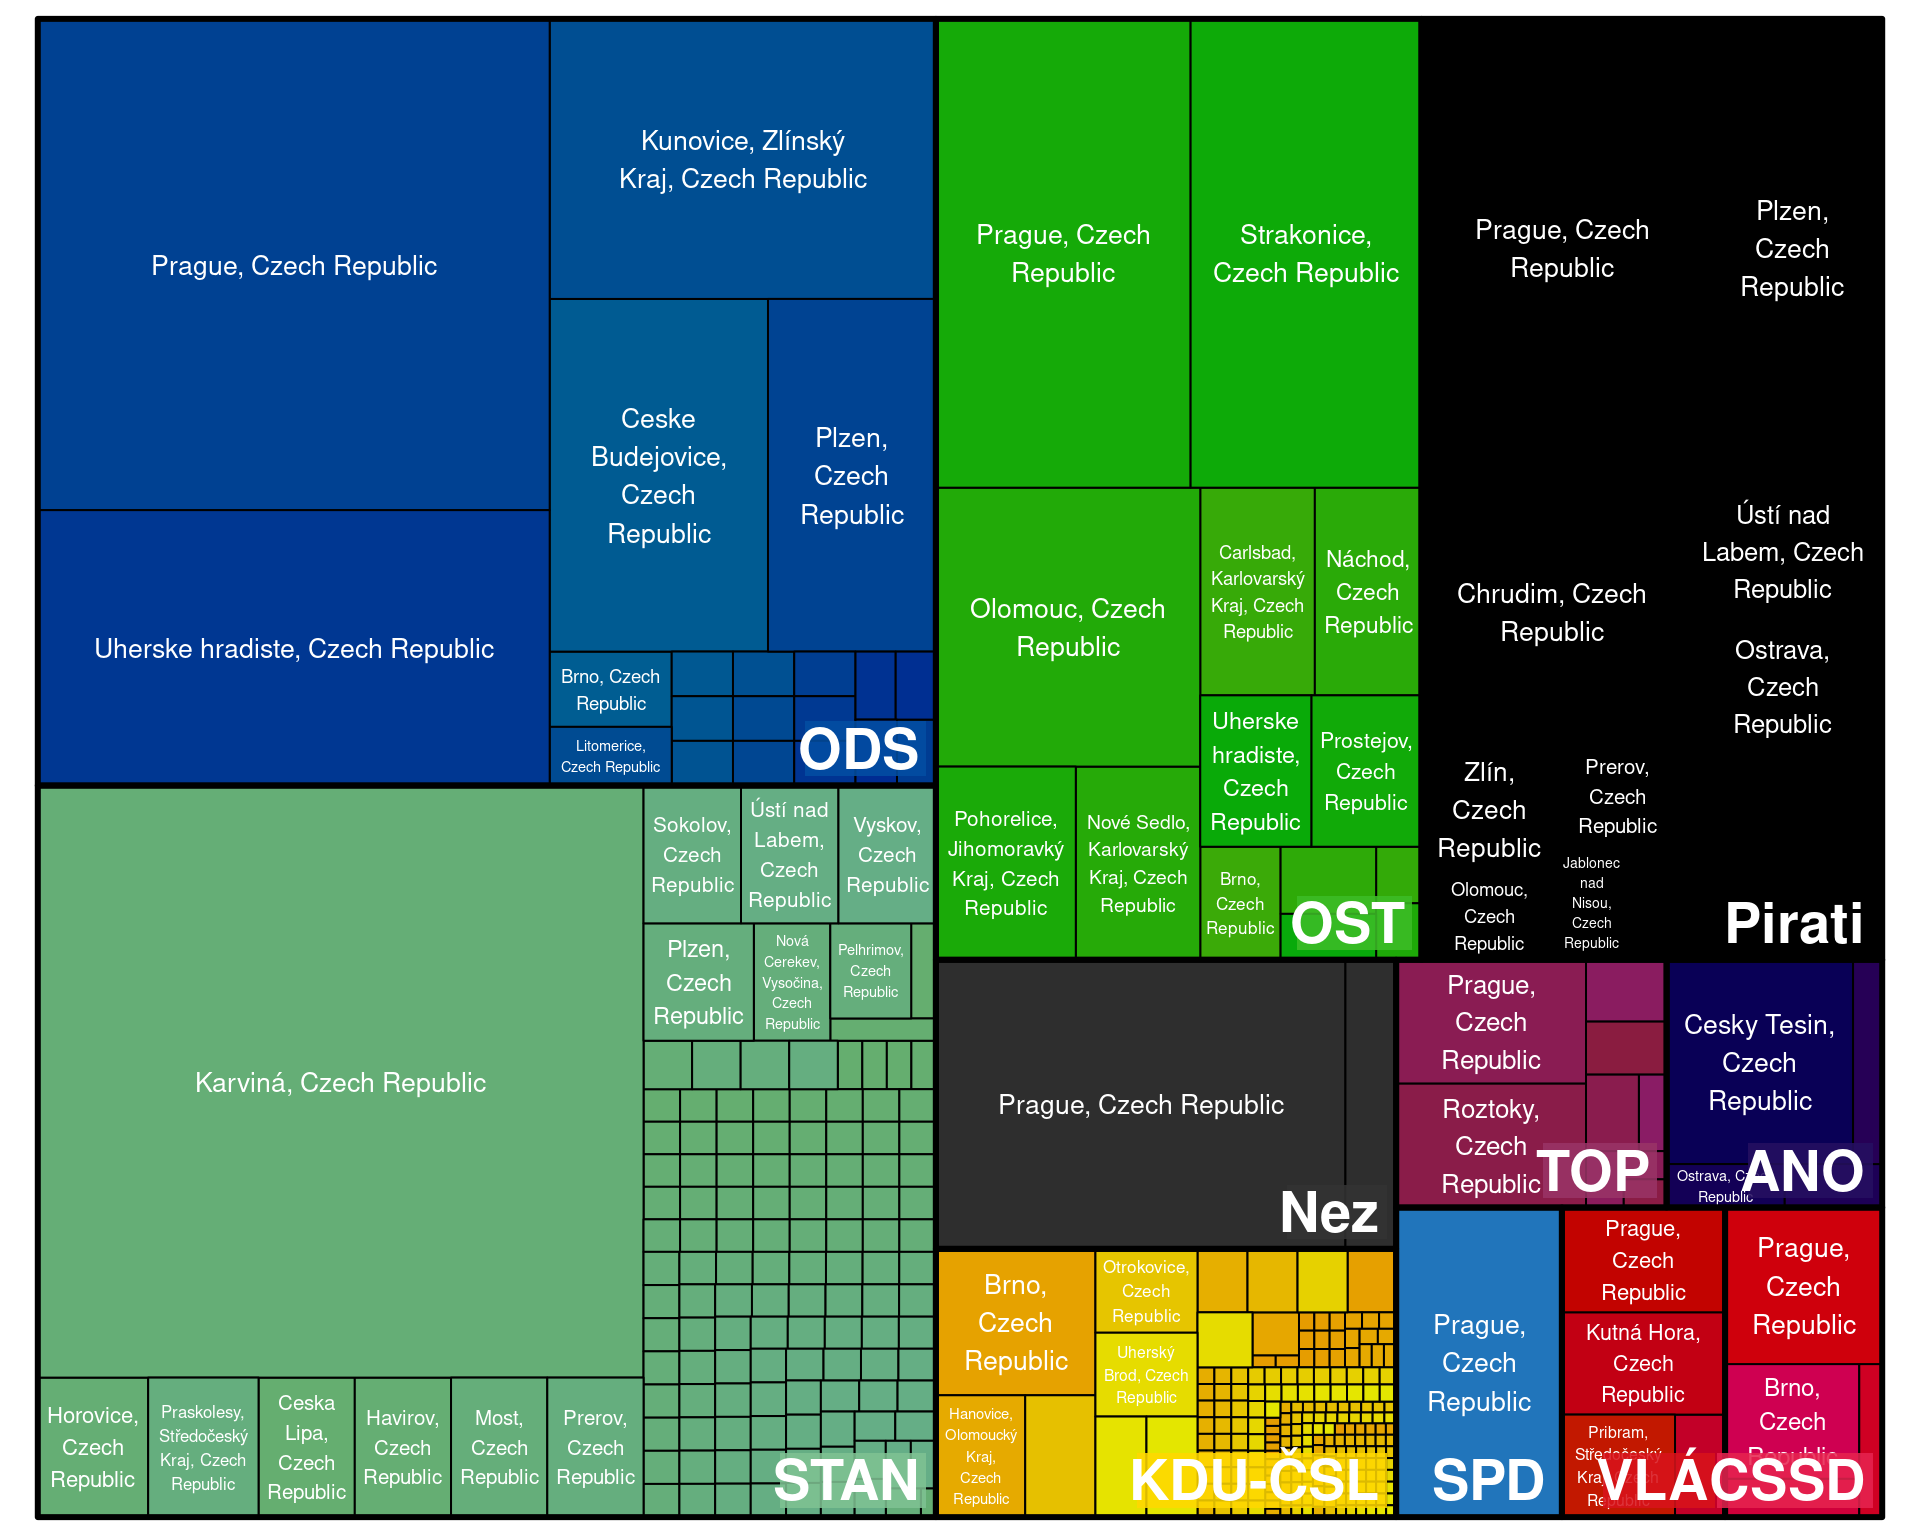 Prague, Czech Republic
Uherske hradiste, Czech Republic
Kunovice, Zlínský
Kraj, Czech Republic
Ceske
Budejovice,
Czech
Republic
Plzen,
Czech
Republic
Brno, Czech
Republic
Litomerice,
Czech Republic
ODS
Karviná, Czech Republic
Horovice,
Czech
Republic
Praskolesy,
Středočeský
Kraj, Czech
Republic
Ceska
Lipa,
Czech
Republic
Havirov,
Czech
Republic
Most,
Czech
Republic
Prerov,
Czech
Republic
Sokolov,
Czech
Republic
Ústí nad
Labem,
Czech
Republic
Vyskov,
Czech
Republic
Plzen,
Czech
Republic
Nová
Cerekev,
Vysočina,
Czech
Republic
Pelhrimov,
Czech
Republic
STAN
Prague, Czech
Republic
Strakonice,
Czech Republic
Olomouc, Czech
Republic
Carlsbad,
Karlovarský
Kraj, Czech
Republic
Náchod,
Czech
Republic
Uherske
hradiste,
Czech
Republic
Prostejov,
Czech
Republic
Pohorelice,
Jihomoravký
Kraj, Czech
Republic
Nové Sedlo,
Karlovarský
Kraj, Czech
Republic
Brno,
Czech
Republic
OST
Prague, Czech
Republic
Plzen,
Czech
Republic
Chrudim, Czech
Republic
Ústí nad
Labem, Czech
Republic
Ostrava,
Czech
Republic
Zlín,
Czech
Republic
Prerov,
Czech
Republic
Olomouc,
Czech
Republic
Jablonec
nad
Nisou,
Czech
Republic
Pirati
Prague, Czech Republic
Nez
Brno,
Czech
Republic
Otrokovice,
Czech
Republic
Uherský
Brod, Czech
Republic
Hanovice,
Olomoucký
Kraj,
Czech
Republic
KDU-ČSL
Prague,
Czech
Republic
Roztoky,
Czech
Republic
TOP
Cesky Tesin,
Czech
Republic
Ostrava, Czech
Republic
ANO
Prague,
Czech
Republic
SPD
Prague,
Czech
Republic
Kutná Hora,
Czech
Republic
Pribram,
Středočeský
Kraj, Czech
Republic
VLÁCSSD
Prague,
Czech
Republic
Brno,
Czech
Republic